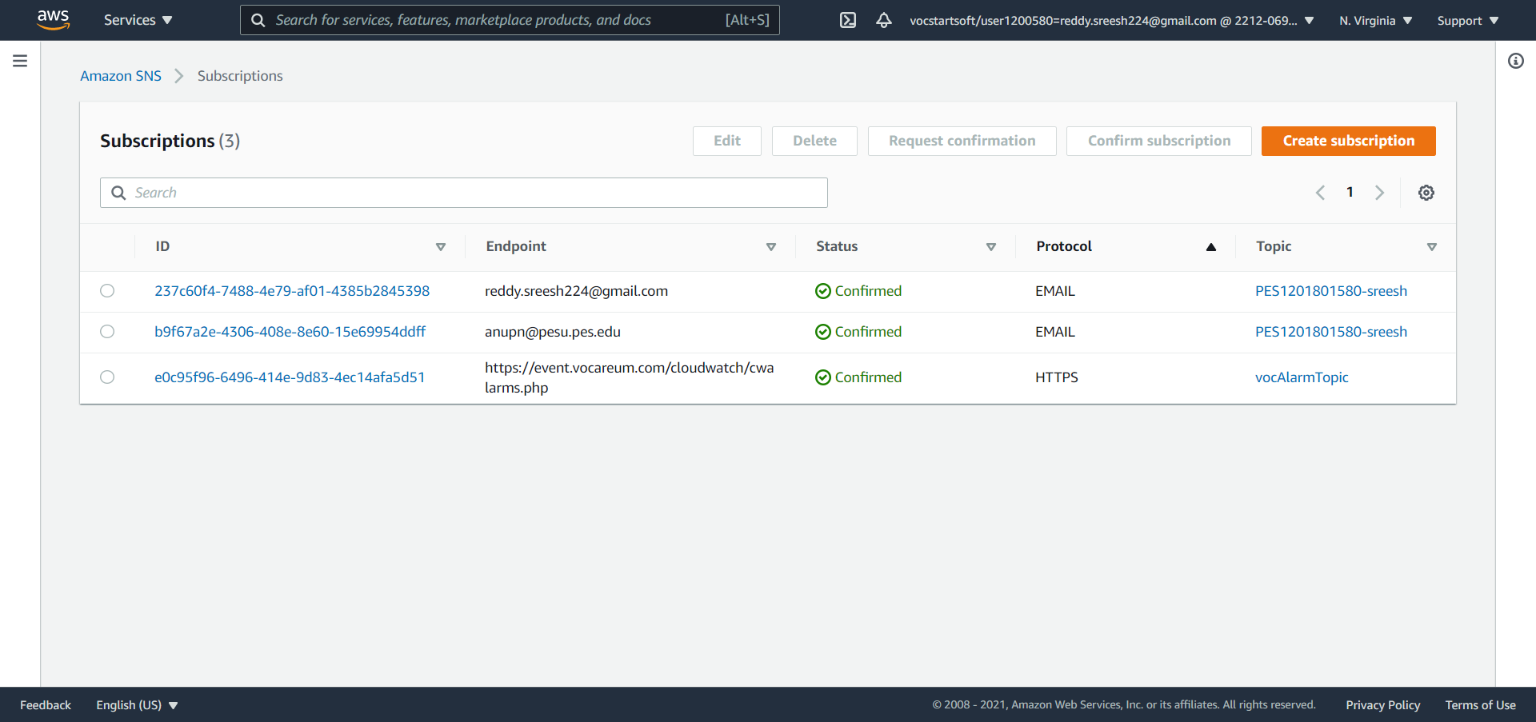 aws Services Search for services, features, marketplace products, and docs [Alt+S] vocstartsoft/user1200580=reddy.sreesh224@gmail.com @ 2212-069... N. Virginia Support
Amazon SNS Subscriptions
Subscriptions (3) Edit Delete Request confirmation Confirm subscription Create subscription
Search 1
ID Endpoint Status Protocol Topic
237c60f4-7488-4e79-af01-4385b2845398 reddy.sreesh224@gmail.com Confirmed EMAIL PES1201801580-sreesh
b9f67a2e-4306-408e-8e60-15e69954ddff anupn@pesu.pes.edu Confirmed EMAIL PES1201801580-sreesh
e0c95f96-6496-414e-9d83-4ec14afa5d51 https://event.vocareum.com/cloudwatch/cwa
larms.php Confirmed HTTPS vocAlarmTopic
Feedback English (US) © 2008 - 2021, Amazon Web Services, Inc. or its affiliates. All rights reserved. Privacy Policy Terms of Use